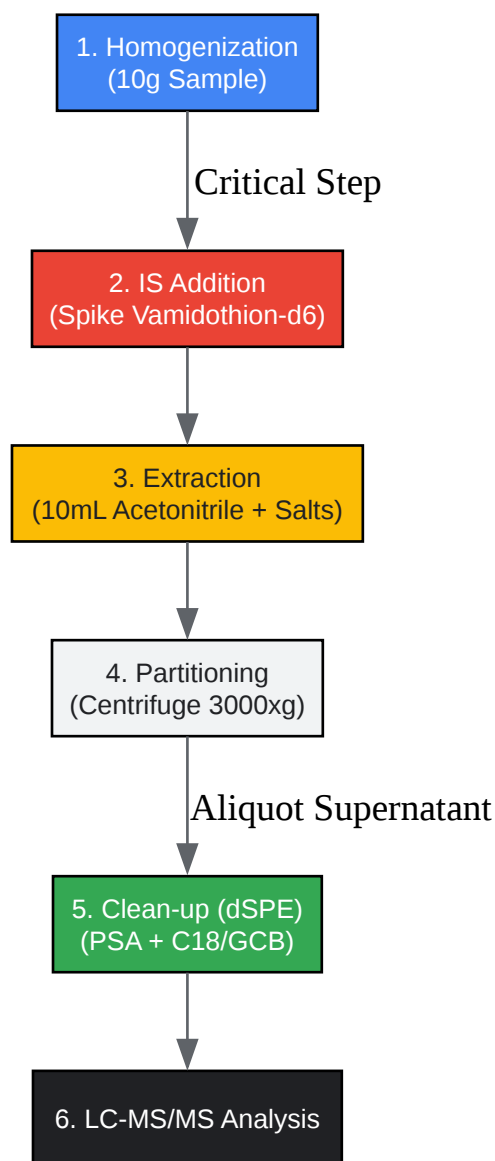 1. Homogenization
(10g Sample)
Critical Step
2. IS Addition
(Spike Vamidothion-d6)
3. Extraction
(10mL Acetonitrile + Salts)
4. Partitioning
(Centrifuge 3000xg)
Aliquot Supernatant
5. Clean-up (dSPE)
(PSA + C18/GCB)
6. LC-MS/MS Analysis